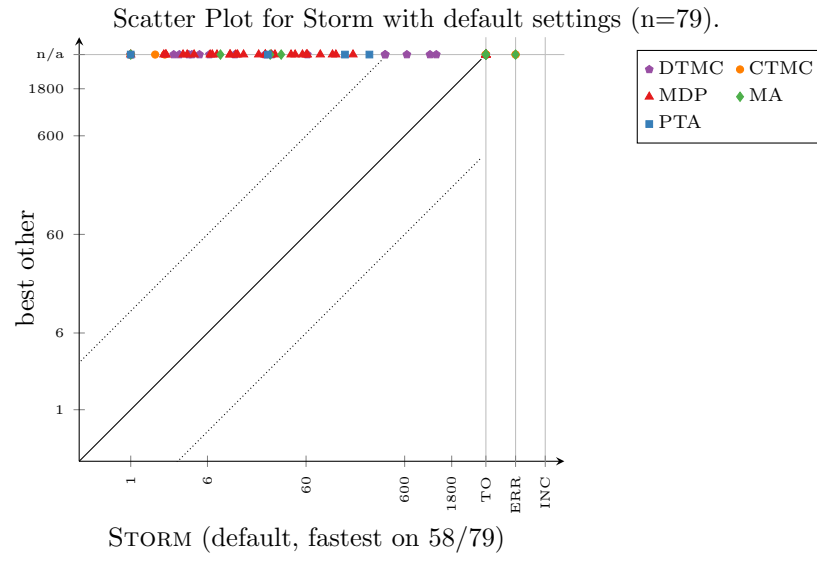 Scatter Plot for Storm with default settings (n=79).
n/a
1800
600
60
6
1
best other
1
6
60
600
1800
TO
ERR
INC
STORM (default, fastest on 58/79)
DTMC CTMC
MDP MA
PTA